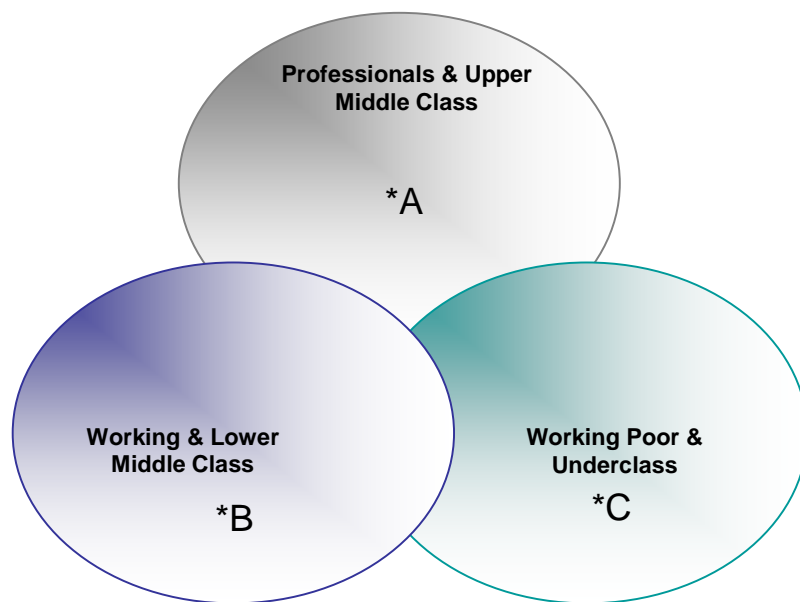 Professionals & Upper
Middle Class
*A
Working & Lower
Middle Class
*B
Working Poor &
Underclass
*C